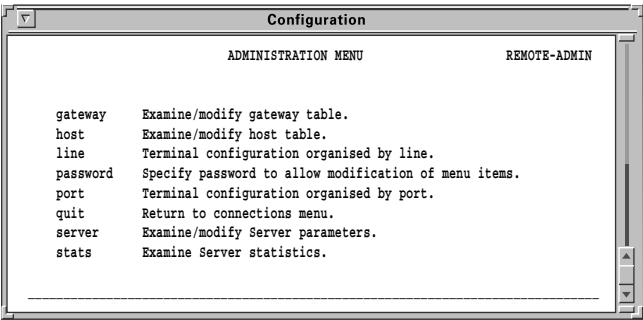 Configuration
ADMINISTRATION MENU REMOTE-ADMIN
gateway Examine/modify gateway table.
host Examine/modify host table.
line Terminal configuration organised by line.
password Specify password to allow modification of menu items.
port Terminal configuration organised by port.
quit Return to connections menu.
server Examine/modify Server parameters.
stats Examine Server statistics.